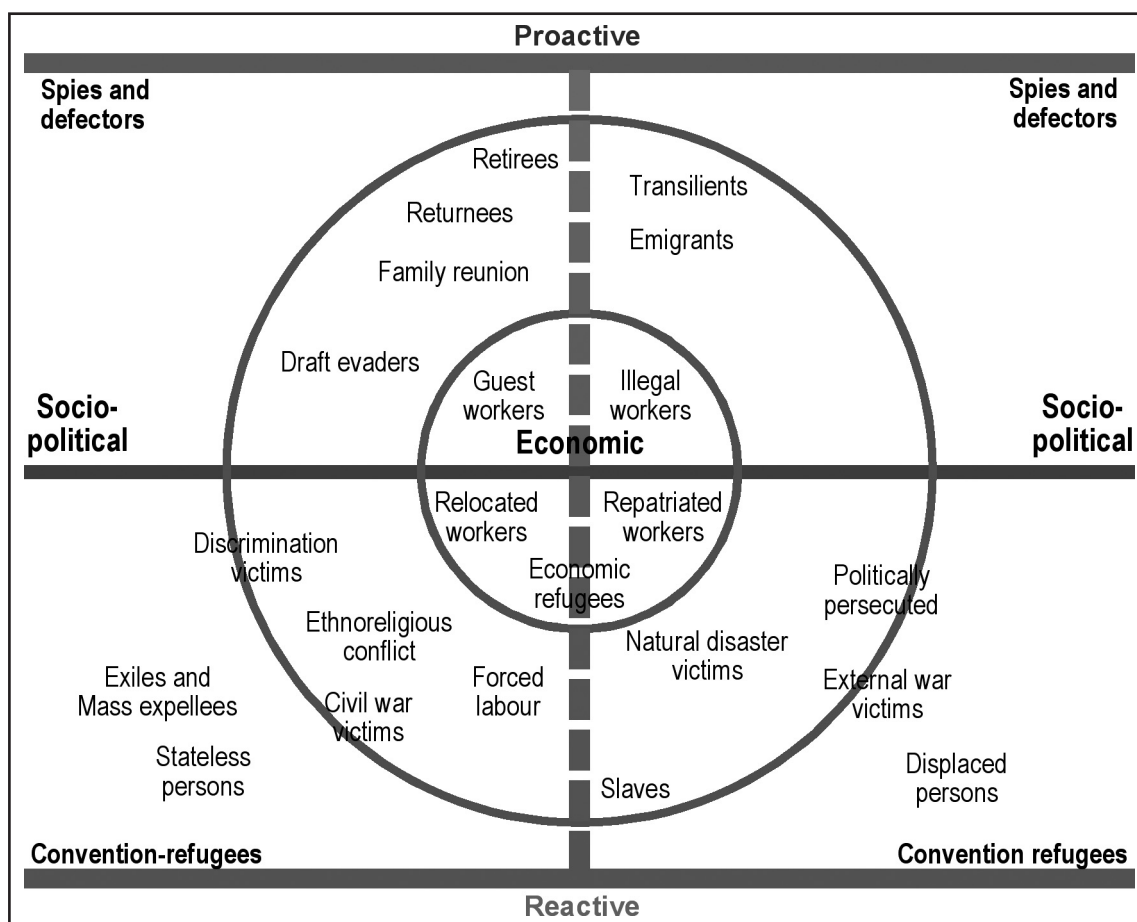 Proactive
Spies and
defectors
Spies and
defectors
Retirees
Transilients
Returnees
Emigrants
Family reunion
Draft evaders
Guest
workers
Illegal
workers
Socio-
political
Economic
Socio-
political
Relocated
workers
Repatriated
workers
Discrimination
victims
Economic
refugees
Politically
persecuted
Ethnoreligious
conflict
Natural disaster
victims
Exiles and
Mass expellees
Forced
labour
External war
victims
Civil war
victims
Stateless
persons
Slaves
Displaced
persons
Convention-refugees
Convention refugees
Reactive